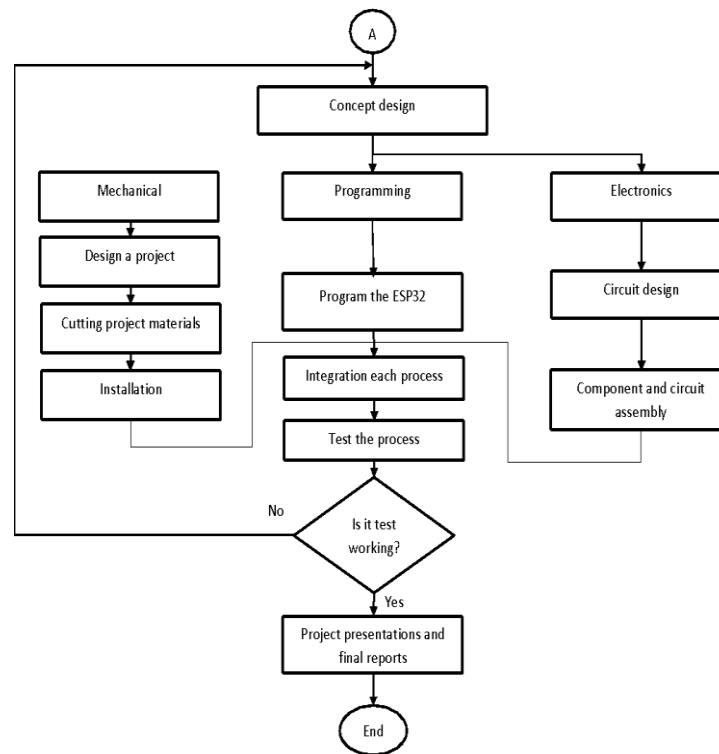 A
Concept design
Mechanical
Programming
Electronics
Design a project
Program the ESP32
Circuit design
Cutting project materials
Integration each process
Installation
Component and circuit
assembly
Test the process
No
Is it test
working?
Yes
Project presentations and
final reports
End